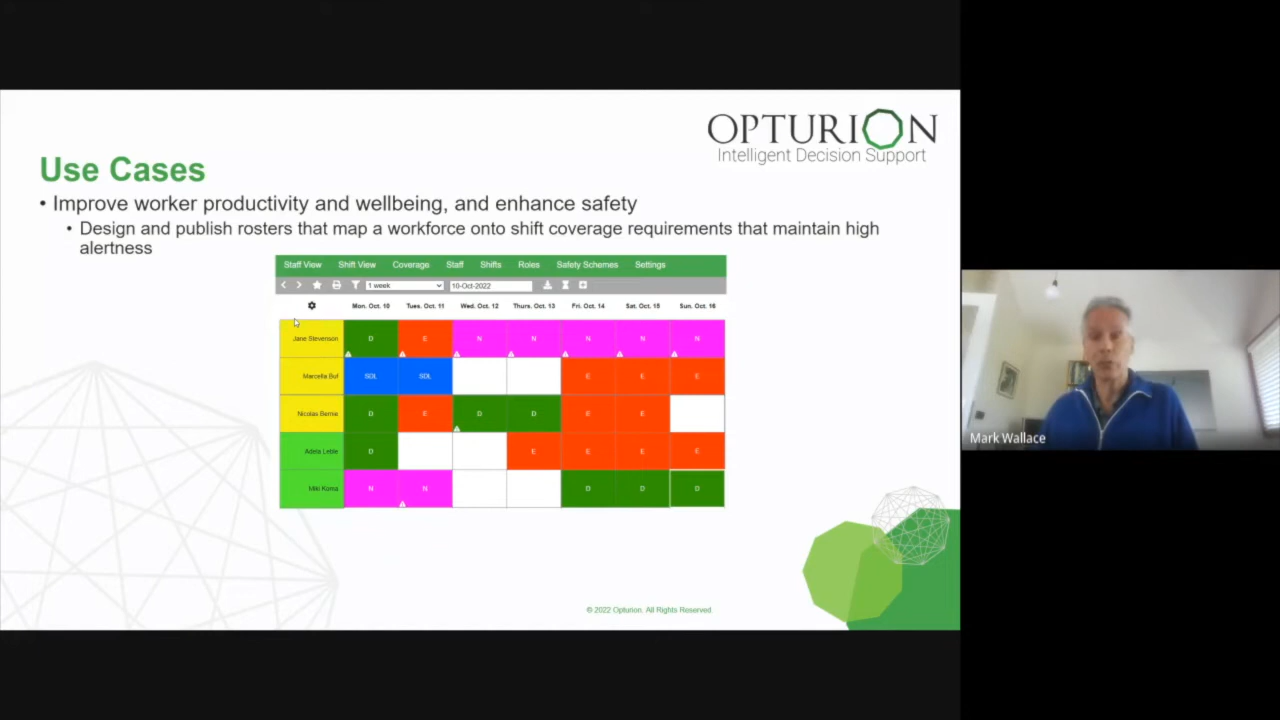 OPTURION
Intelligent Decision Support
Use Cases
• Improve worker productivity and wellbeing, and enhance safety
• Design and publish rosters that map a workforce onto shift coverage requirements that maintain high
alertness
Staff View Shift View Coverage Staff Shifts Roles Safety Schemes Settings
1 week 10-Oct-2022
Mon. Oct. 10 Tues. Oct. 11 Wed. Oct. 12 Thurs. Oct. 13 Fri. Oct. 14 Sat. Oct. 15 Sun. Oct. 16
Jane Stevenson D E N N N N N
Marcella Buf SDL SDL E E E
Nicolas Bernie D E D D E E
Adela Leble D E E E E
Miki Koma N N D D D
© 2022 Opturion. All Rights Reserved
Mark Wallace